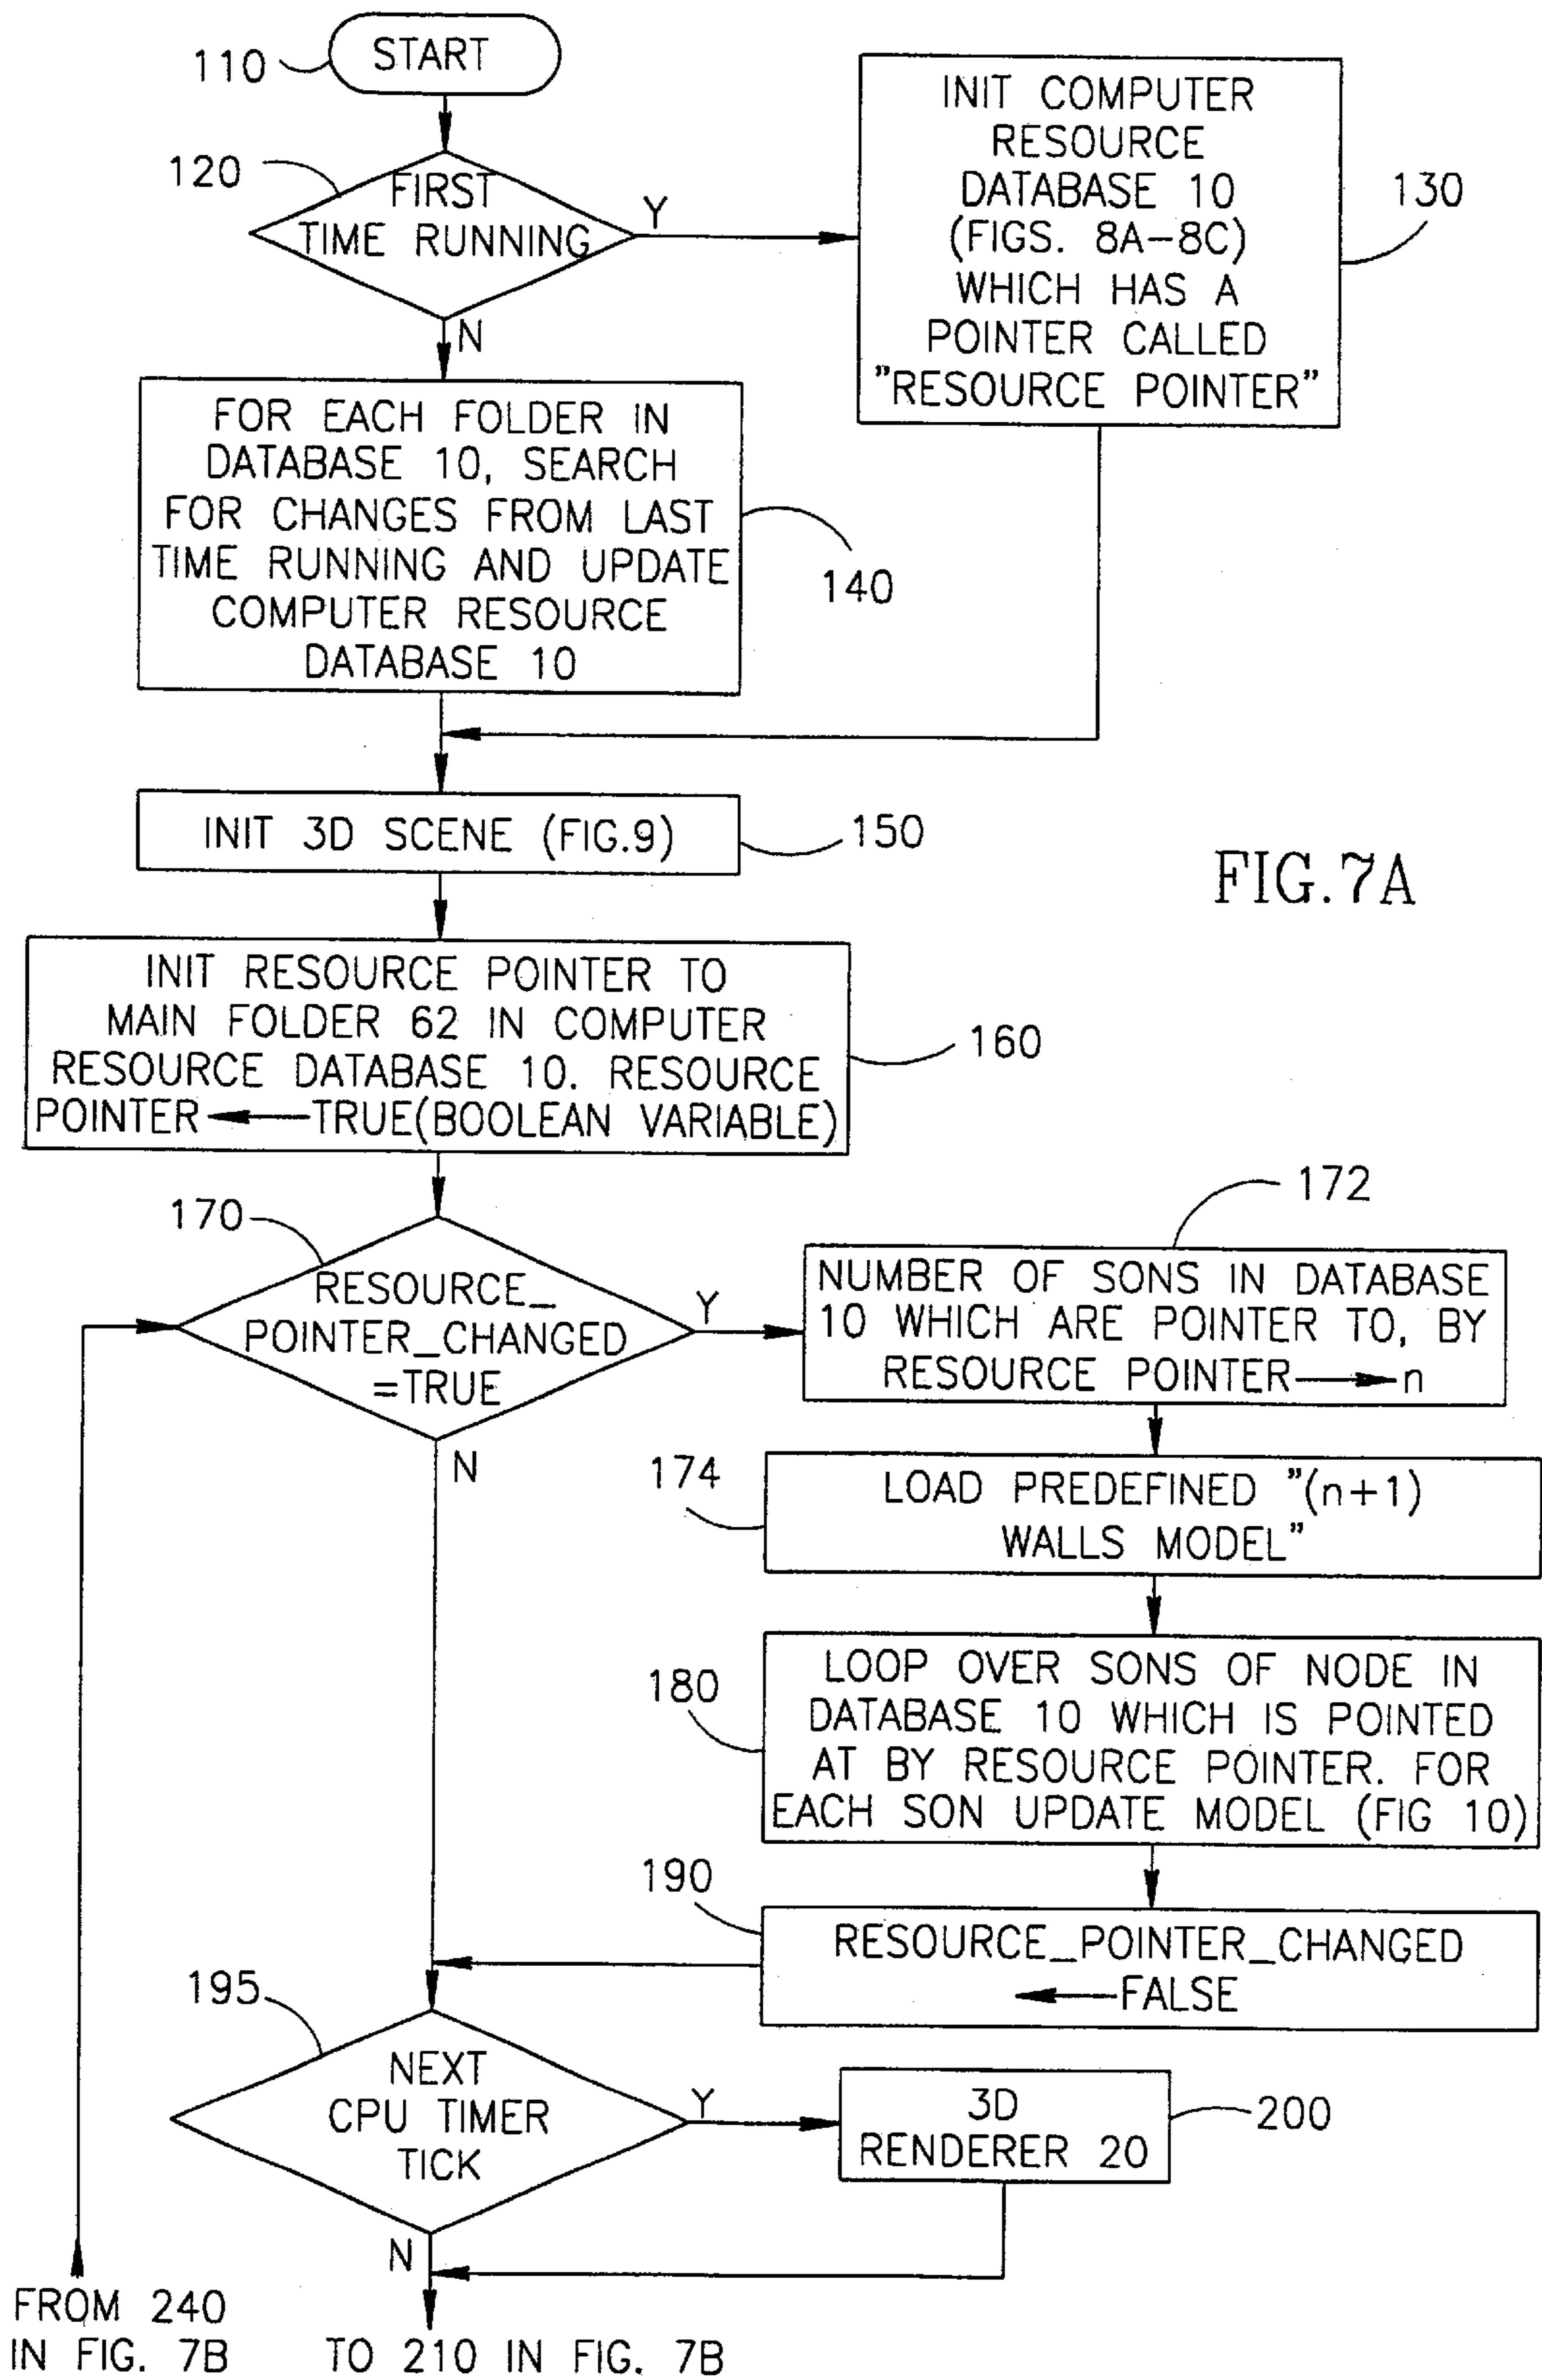 START
110
120
FIRST
TIME RUNNING
Y
N
INIT COMPUTER
RESOURCE
DATABASE 10
(FIGS. 8A-8C)
WHICH HAS A
POINTER CALLED
"RESOURCE POINTER"
130
FOR EACH FOLDER IN
DATABASE 10, SEARCH
FOR CHANGES FROM LAST
TIME RUNNING AND UPDATE
COMPUTER RESOURCE
DATABASE 10
140
INIT 3D SCENE (FIG.9)
150
FIG.7A
INIT RESOURCE POINTER TO
MAIN FOLDER 62 IN COMPUTER
RESOURCE DATABASE 10. RESOURCE
POINTER ← TRUE(BOOLEAN VARIABLE)
160
170
RESOURCE_
POINTER_CHANGED
=TRUE
Y
N
172
NUMBER OF SONS IN DATABASE
10 WHICH ARE POINTER TO, BY
RESOURCE POINTER → n
174
LOAD PREDEFINED "(n+1)
WALLS MODEL"
180
LOOP OVER SONS OF NODE IN
DATABASE 10 WHICH IS POINTED
AT BY RESOURCE POINTER. FOR
EACH SON UPDATE MODEL (FIG 10)
190
RESOURCE_POINTER_CHANGED
← FALSE
195
NEXT
CPU TIMER
TICK
Y
N
3D
RENDERER 20
200
FROM 240
IN FIG. 7B
TO 210 IN FIG. 7B